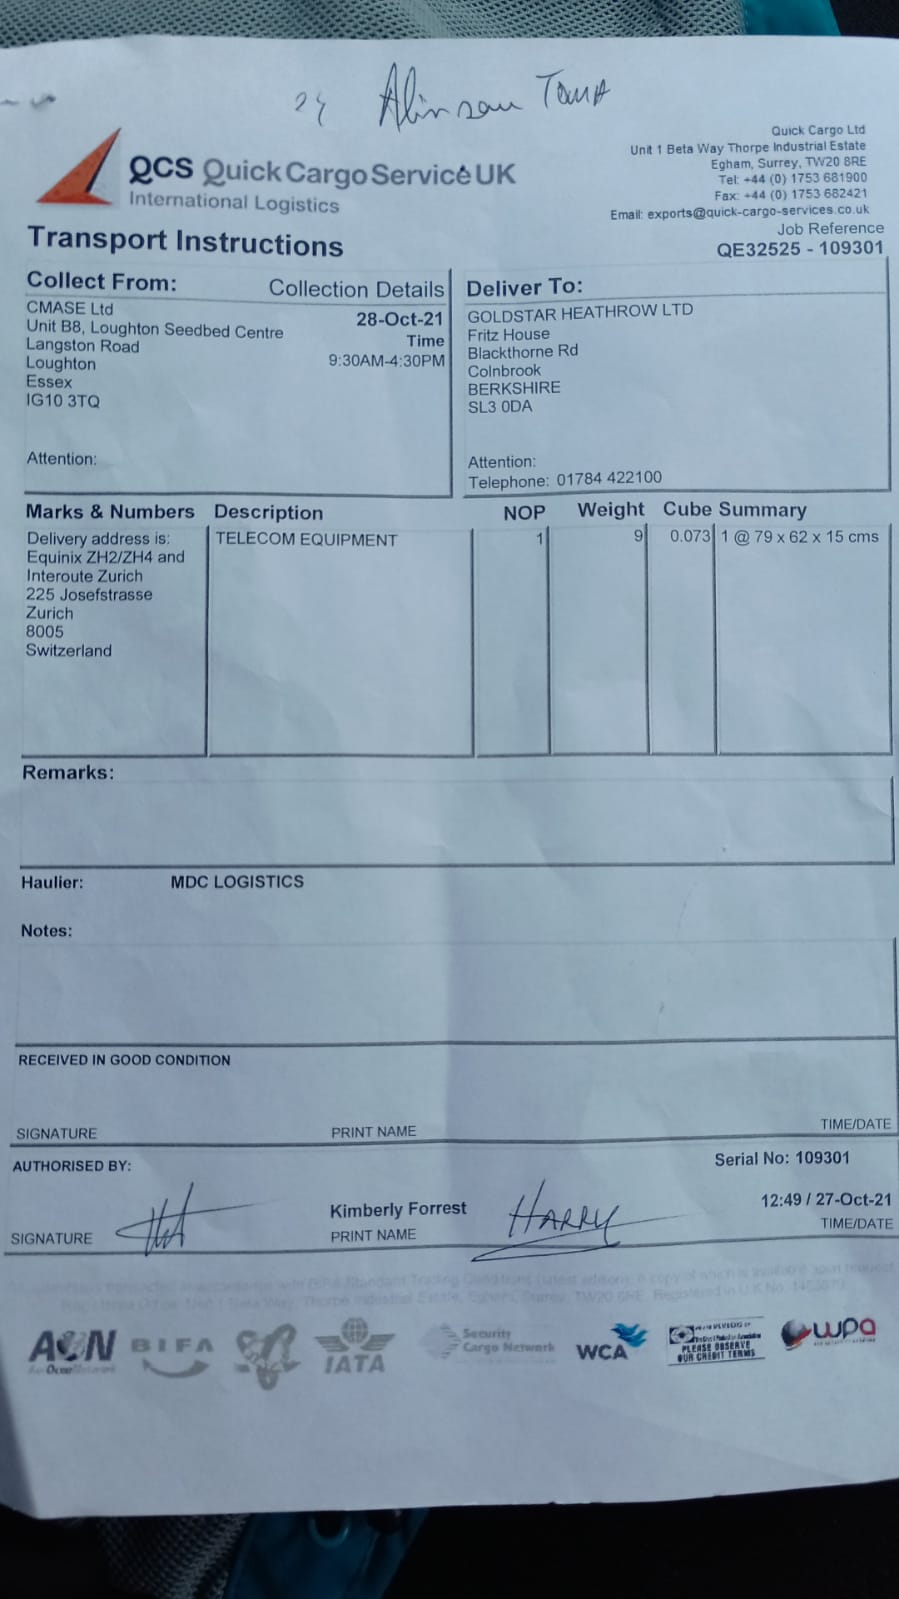 24 Alinson Toma
QCS Quick Cargo Service UK
International Logistics
Quick Cargo Ltd
Unit 1 Beta Way Thorpe Industrial Estate
Egham, Surrey, TW20 8RE
Tel: +44 (0) 1753 681900
Fax: +44 (0) 1753 682421
Email: exports@quick-cargo-services.co.uk
Job Reference
QE32525 - 109301
Transport Instructions
Collect From: Collection Details
CMASE Ltd
Unit B8, Loughton Seedbed Centre
Langston Road
Loughton
Essex
IG10 3TQ
28-Oct-21
Time
9:30AM-4:30PM
Attention:
Deliver To:
GOLDSTAR HEATHROW LTD
Fritz House
Blackthorne Rd
Colnbrook
BERKSHIRE
SL3 0DA
Attention:
Telephone: 01784 422100
Marks & Numbers Description NOP Weight Cube Summary
Delivery address is: TELECOM EQUIPMENT 1 9 0.073 1 @ 79 x 62 x 15 cms
Equinix ZH2/ZH4 and
Interoute Zurich
225 Josefstrasse
Zurich
8005
Switzerland
Remarks:
Haulier: MDC LOGISTICS
Notes:
RECEIVED IN GOOD CONDITION
SIGNATURE PRINT NAME TIME/DATE
AUTHORISED BY: Serial No: 109301
Kimberly Forrest HARRY 12:49 / 27-Oct-21
SIGNATURE PRINT NAME TIME/DATE
AON BIFA IATA Security
Cargo Network WCA PLEASE OBSERVE
OUR CREDIT TERMS wpa